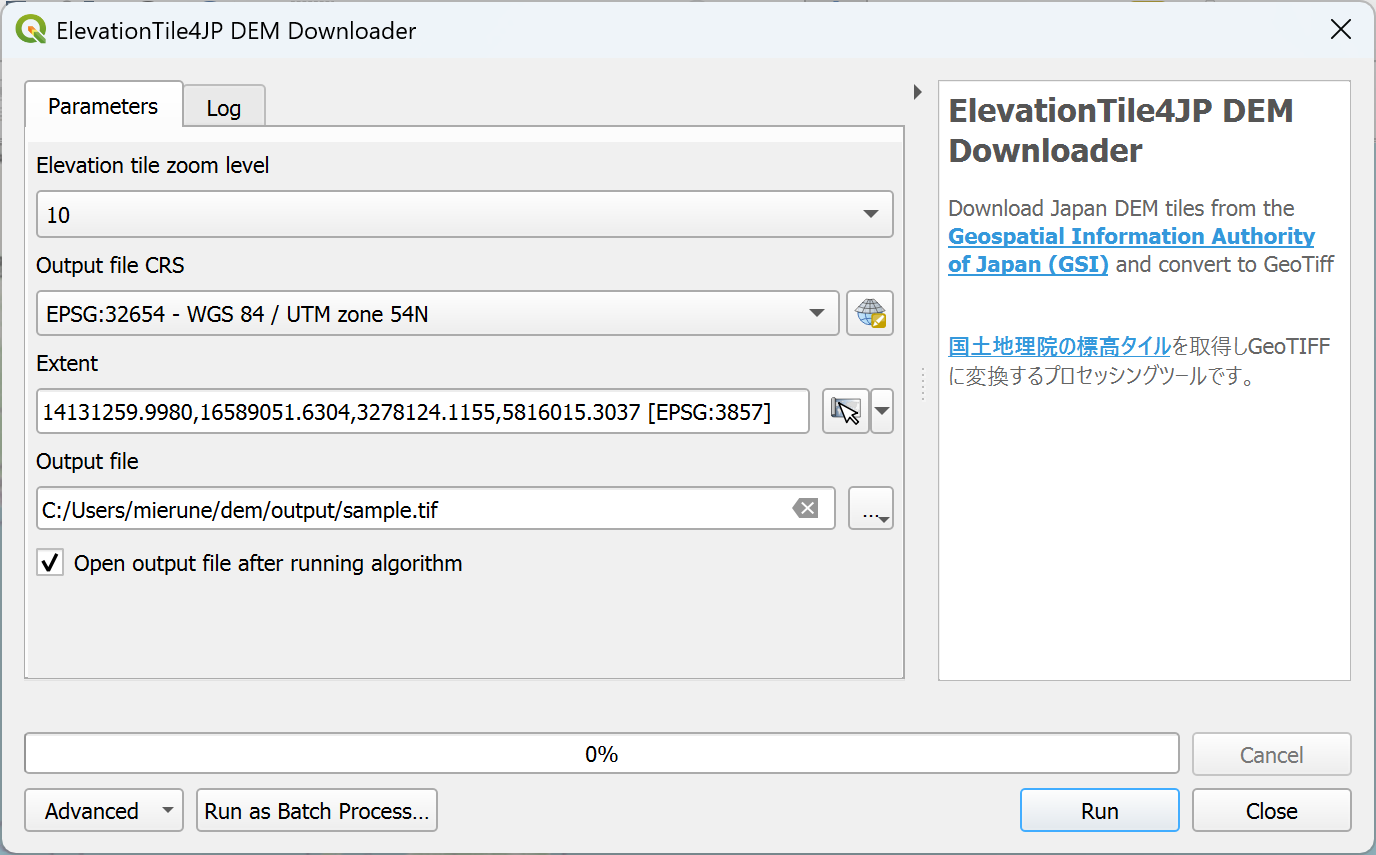 ElevationTile4JP DEM Downloader
Parameters
Log
Elevation tile zoom level
10
Output file CRS
EPSG:32654 - WGS 84 / UTM zone 54N
Extent
14131259.9980,16589051.6304,3278124.1155,5816015.3037 [EPSG:3857]
Output file
C:/Users/mierune/dem/output/sample.tif
...
Open output file after running algorithm
ElevationTile4JP DEM
Downloader
Download Japan DEM tiles from the
Geospatial Information Authority
of Japan (GSI) and convert to GeoTiff
国土地理院の標高タイルを取得しGeoTIFF
に変換するプロセッシングツールです。
0%
Cancel
Advanced
Run as Batch Process...
Run
Close